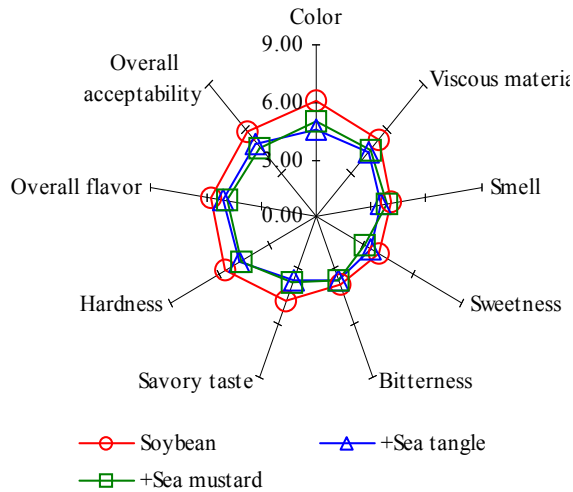 Color
9.00
Overall
acceptability
Viscous materia
6.00
3.00
Overall flavor
Smell
0.00
Hardness
Sweetness
Savory taste
Bitterness
Soybean
+Sea tangle
+Sea mustard